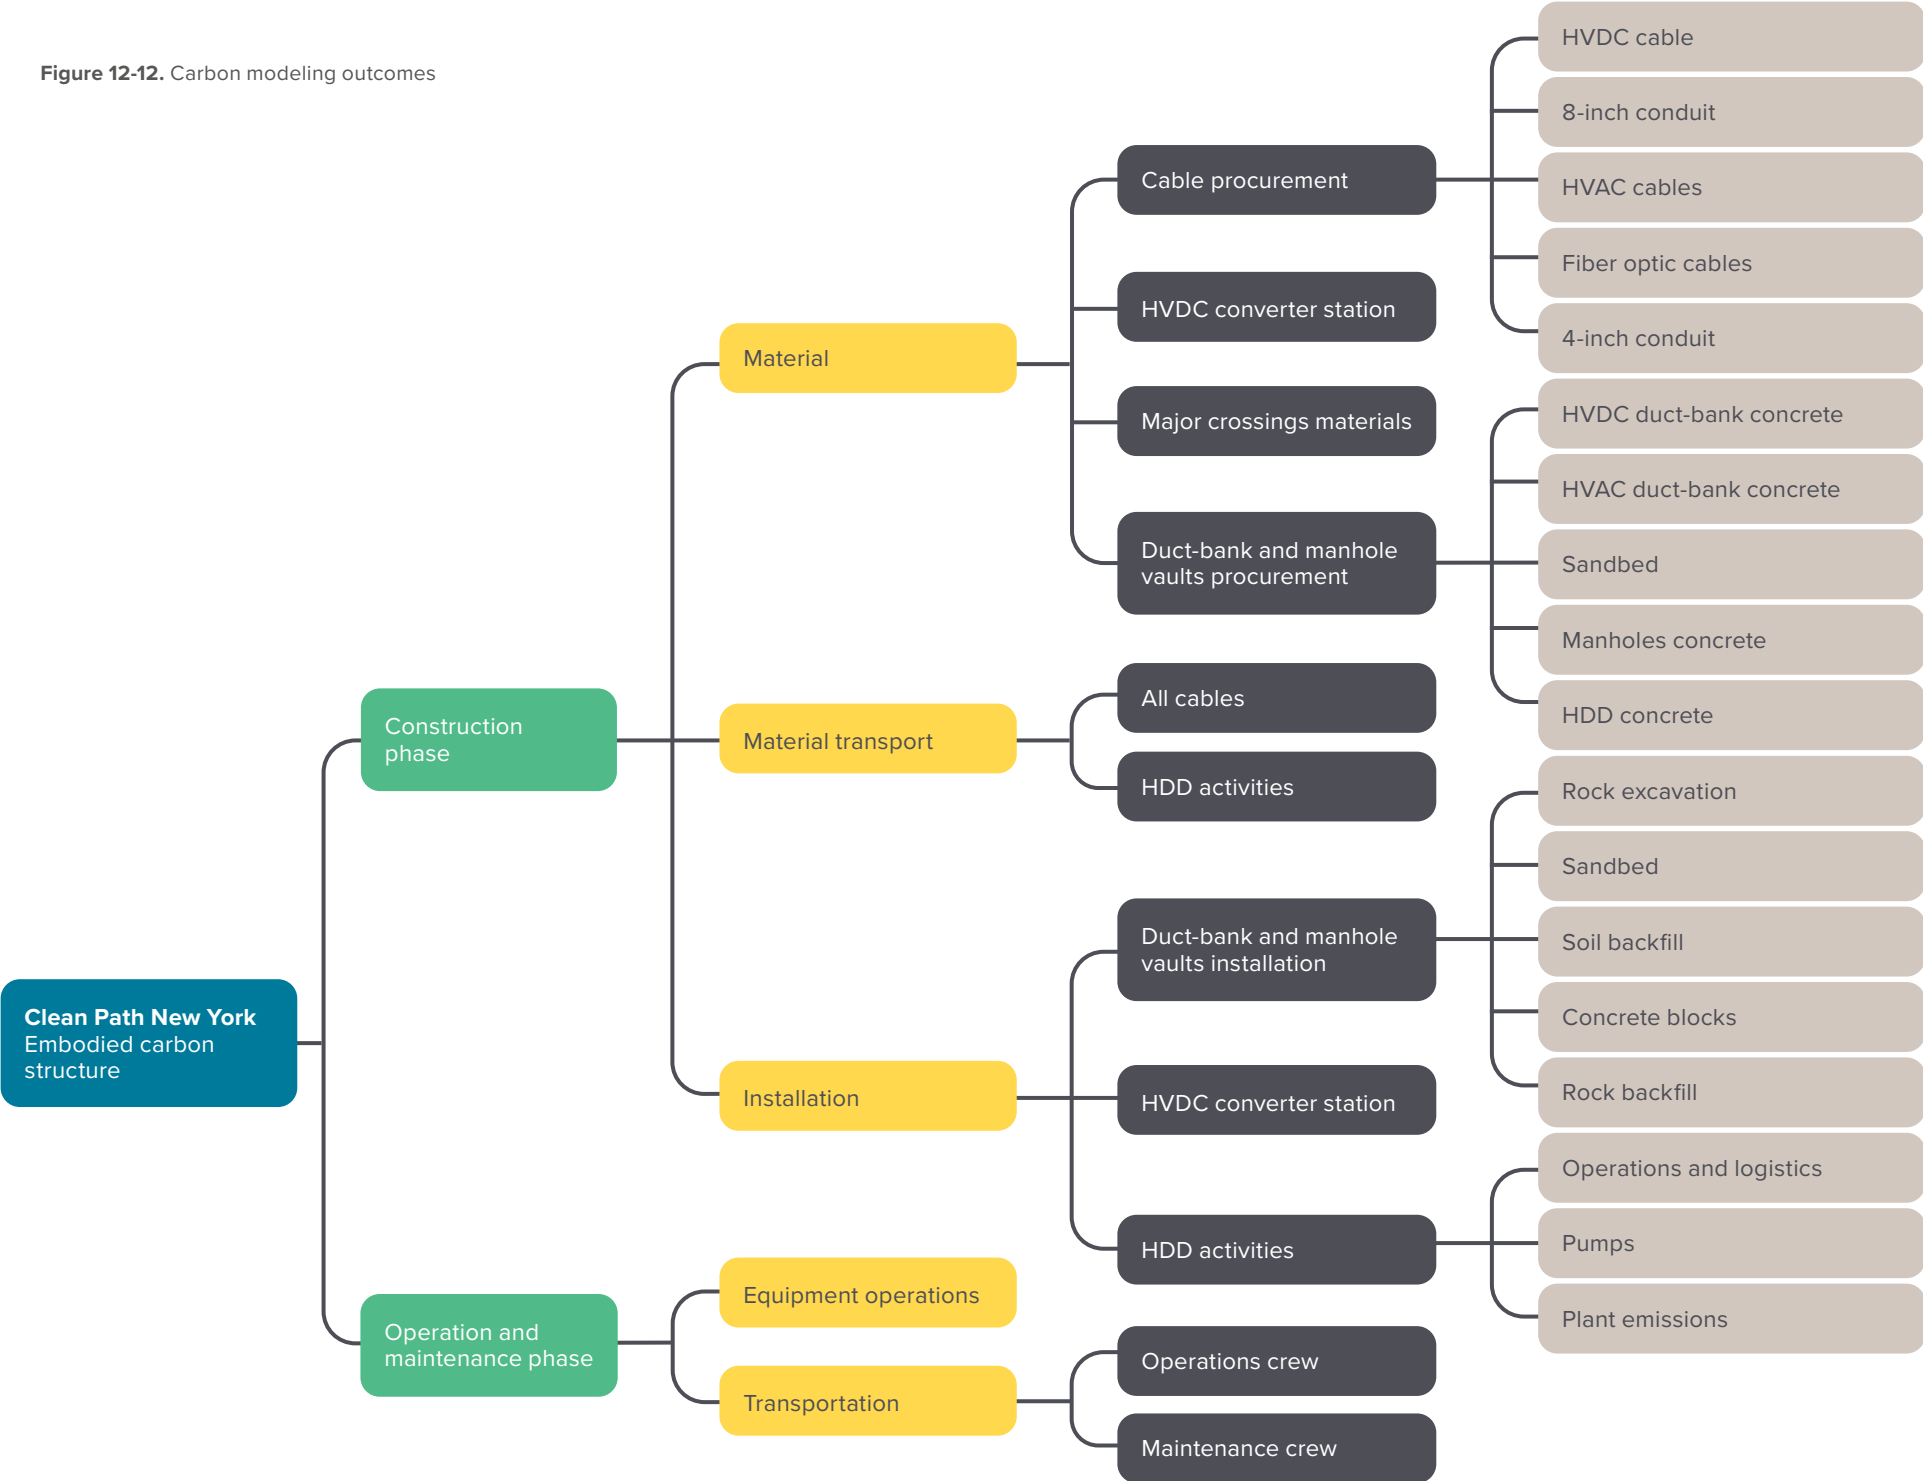 Figure 12-12. Carbon modeling outcomes
Clean Path New York
Embodied carbon
structure
Construction
phase
Operation and
maintenance phase
Material
Material transport
Installation
Equipment operations
Transportation
Cable procurement
HVDC converter station
Major crossings materials
Duct-bank and manhole
vaults procurement
All cables
HDD activities
Duct-bank and manhole
vaults installation
HVDC converter station
HDD activities
Operations crew
Maintenance crew
HVDC cable
8-inch conduit
HVAC cables
Fiber optic cables
4-inch conduit
HVDC duct-bank concrete
HVAC duct-bank concrete
Sandbed
Manholes concrete
HDD concrete
Rock excavation
Sandbed
Soil backfill
Concrete blocks
Rock backfill
Operations and logistics
Pumps
Plant emissions